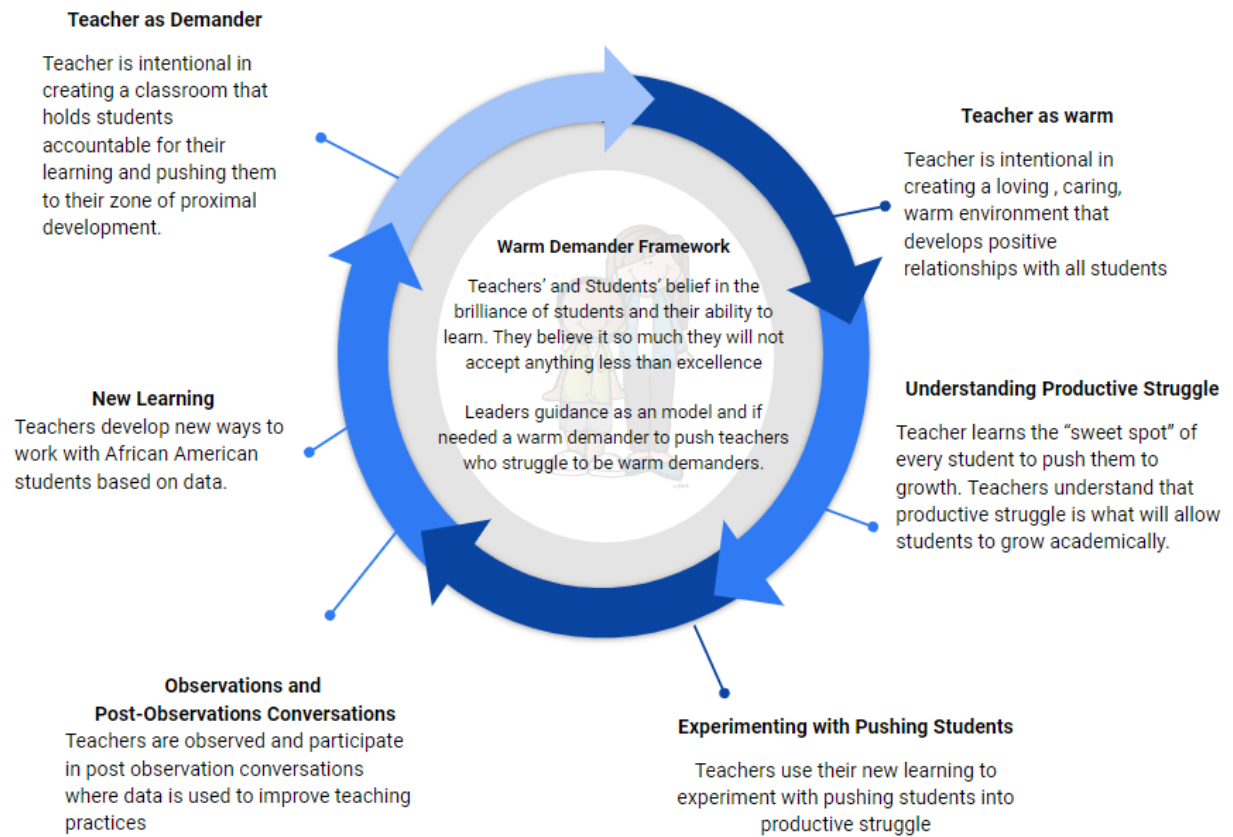 Teacher as Demander
Teacher is intentional in
creating a classroom that
holds students
accountable for their
learning and pushing them
to their zone of proximal
development.
Teacher as warm
Teacher is intentional in
creating a loving , caring,
warm environment that
develops positive
relationships with all students
Warm Demander Framework
Teachers’ and Students’ belief in the
brilliance of students and their ability to
learn. They believe it so much they will not
accept anything less than excellence
Leaders guidance as an model and if
needed a warm demander to push teachers
who struggle to be warm demanders.
Understanding Productive Struggle
Teacher learns the “sweet spot” of
every student to push them to
growth. Teachers understand that
productive struggle is what will allow
students to grow academically.
New Learning
Teachers develop new ways to
work with African American
students based on data.
Observations and
Post-Observations Conversations
Teachers are observed and participate
in post observation conversations
where data is used to improve teaching
practices
Experimenting with Pushing Students
Teachers use their new learning to
experiment with pushing students into
productive struggle